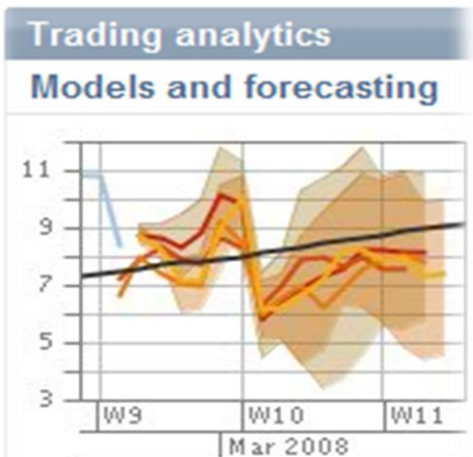 Trading analytics
Models and forecasting
11
9
7
5
3
W9 W10 W11
Mar 2008